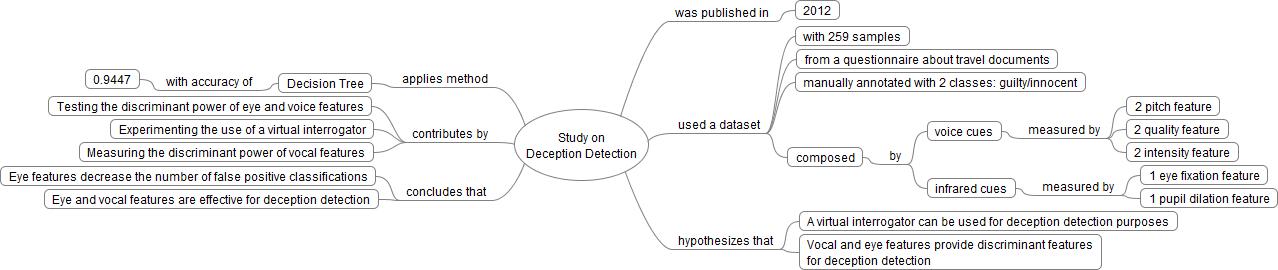 was published in
2012
with 259 samples
from a questionnaire about travel documents
manually annotated with 2 classes: guilty/innocent
0.9447
with accuracy of
Decision Tree
applies method
Testing the discriminant power of eye and voice features
Experimenting the use of a virtual interrogator
Measuring the discriminant power of vocal features
contributes by
Eye features decrease the number of false positive classifications
Eye and vocal features are effective for deception detection
concludes that
Study on
Deception Detection
used a dataset
composed
by
voice cues
measured by
2 pitch feature
2 quality feature
2 intensity feature
infrared cues
measured by
1 eye fixation feature
1 pupil dilation feature
hypothesizes that
A virtual interrogator can be used for deception detection purposes
Vocal and eye features provide discriminant features
for deception detection